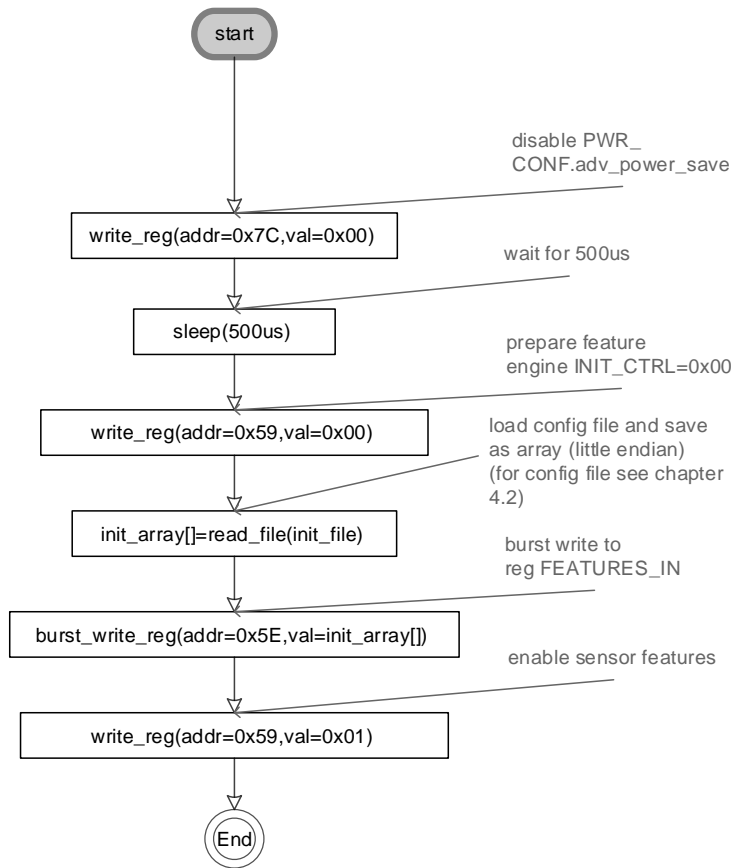 start
disable PWR_
CONF.adv_power_save
write_reg(addr=0x7C,val=0x00)
wait for 500us
sleep(500us)
prepare feature
engine INIT_CTRL=0x00
write_reg(addr=0x59,val=0x00)
load config file and save
as array (little endian)
(for config file see chapter
4.2)
init_array[]=read_file(init_file)
burst write to
reg FEATURES_IN
burst_write_reg(addr=0x5E,val=init_array[])
enable sensor features
write_reg(addr=0x59,val=0x01)
End